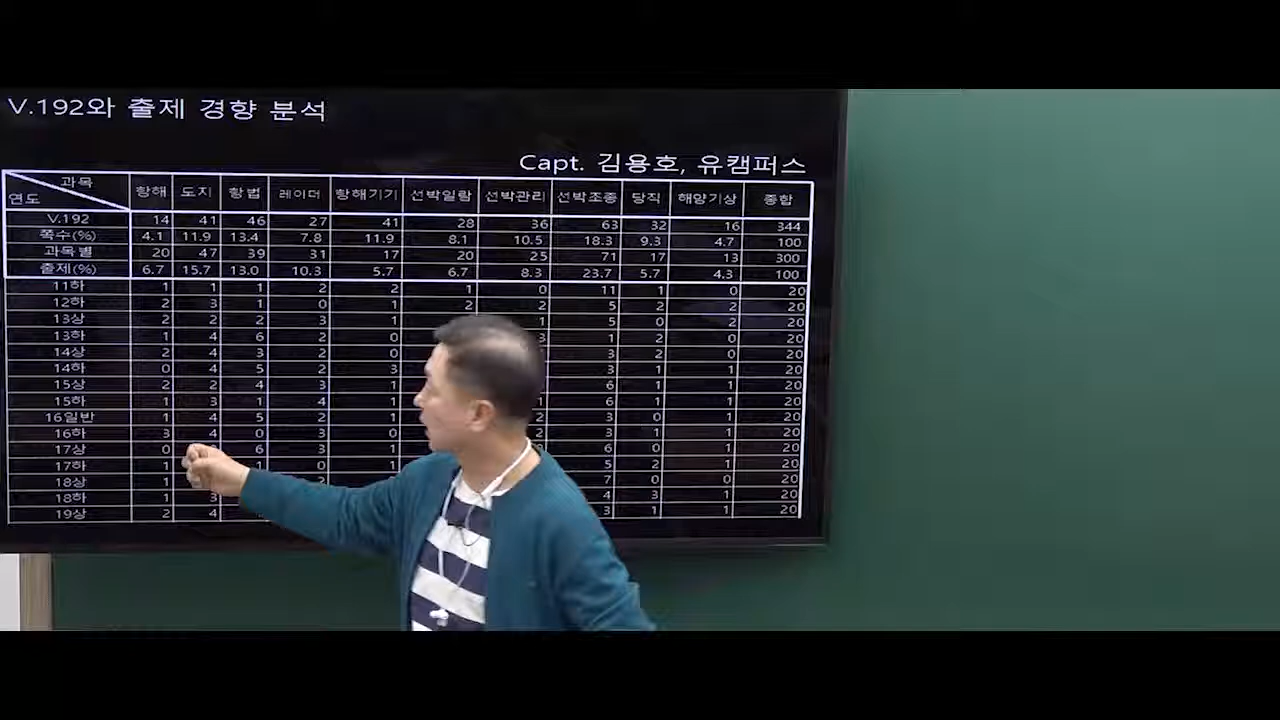 V.192와 출제 경향 분석
Capt. 김용호, 유캠퍼스
과목 연도 항해 도지 항법 레이더 항해기기 선박일람 선박관리 선박조종 당직 해양기상 종합
V.192 14 41 46 27 41 28 36 63 32 16 344
쪽수(%) 4.1 11.9 13.4 7.8 11.9 8.1 10.5 18.3 9.3 4.7 100
과목별 20 47 39 31 17 20 25 71 17 13 300
출제(%) 6.7 15.7 13.0 10.3 5.7 6.7 8.3 23.7 5.7 4.3 100
11하 1 1 1 2 2 1 0 11 1 0 20
12하 2 3 1 0 1 2 2 5 2 2 20
13상 2 2 2 3 1 1 5 0 2 20
13하 1 4 6 2 0 3 1 2 0 20
14상 2 4 3 2 0 3 2 0 20
14하 0 4 5 2 3 3 1 1 20
15상 2 2 4 3 1 6 1 1 20
15하 1 3 1 4 1 6 1 1 20
16일반 1 4 5 2 1 2 3 0 1 20
16하 3 4 0 3 0 2 3 1 1 20
17상 0 6 3 1 6 0 1 20
17하 1 1 0 1 5 2 1 20
18상 1 2 7 0 0 20
18하 1 3 4 3 1 20
19상 2 4 3 1 1 20